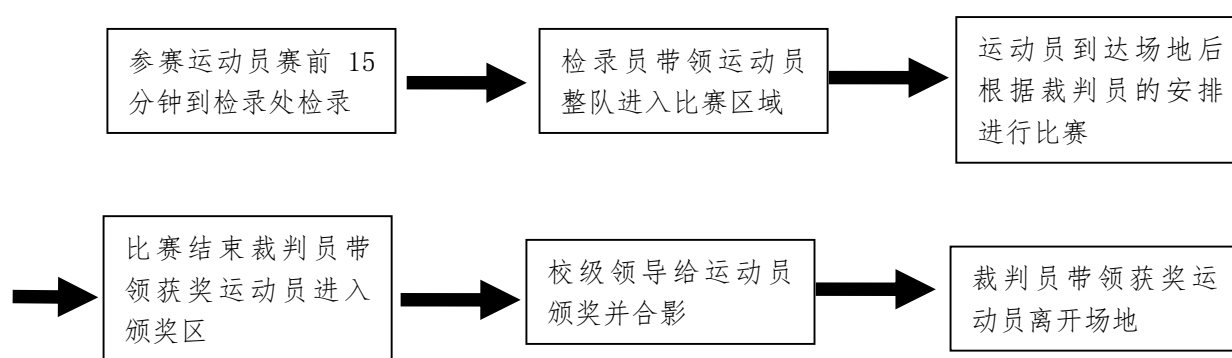 参赛运动员赛前 15
分钟到检录处检录
检录员带领运动员
整队进入比赛区域
运动员到达场地后
根据裁判员的安排
进行比赛
比赛结束裁判员带
领获奖运动员进入
颁奖区
校级领导给运动员
颁奖并合影
裁判员带领获奖运
动员离开场地